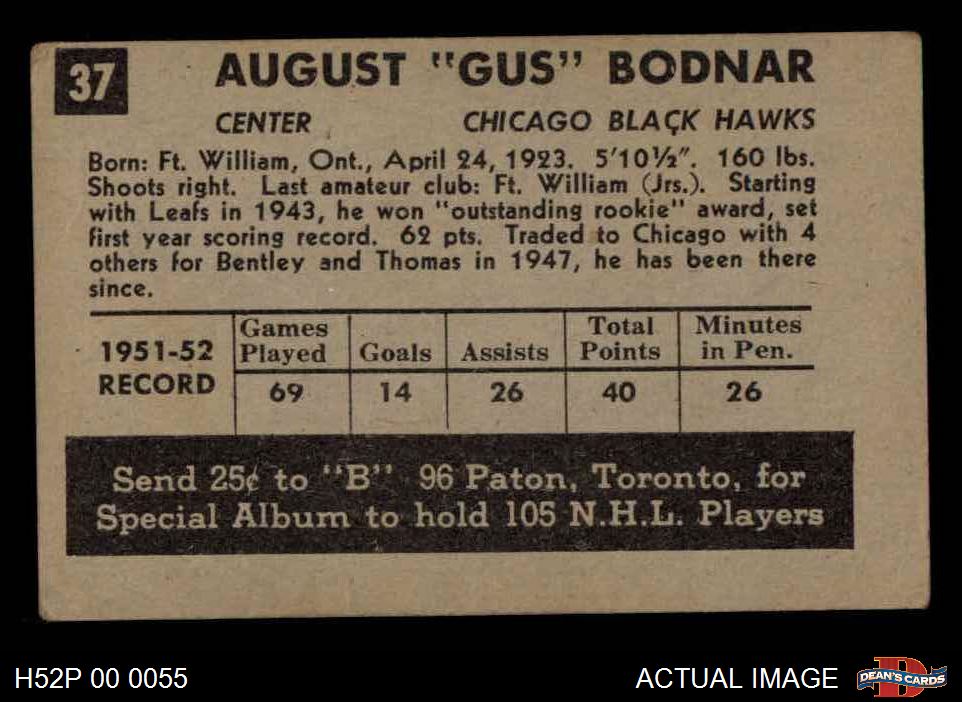 37
AUGUST "GUS" BODNAR
CENTER CHICAGO BLACK HAWKS
Born: Ft. William, Ont., April 24, 1923. 5'10½". 160 lbs.
Shoots right. Last amateur club: Ft. William (Jrs.). Starting
with Leafs in 1943, he won "outstanding rookie" award, set
first year scoring record. 62 pts. Traded to Chicago with 4
others for Bentley and Thomas in 1947, he has been there
since.
1951-52 RECORD
Games Played Goals Assists Total Points Minutes in Pen.
69 14 26 40 26
Send 25¢ to "B" 96 Paton, Toronto, for
Special Album to hold 105 N.H.L. Players
H52P 00 0055 ACTUAL IMAGE DEAN'S CARDS